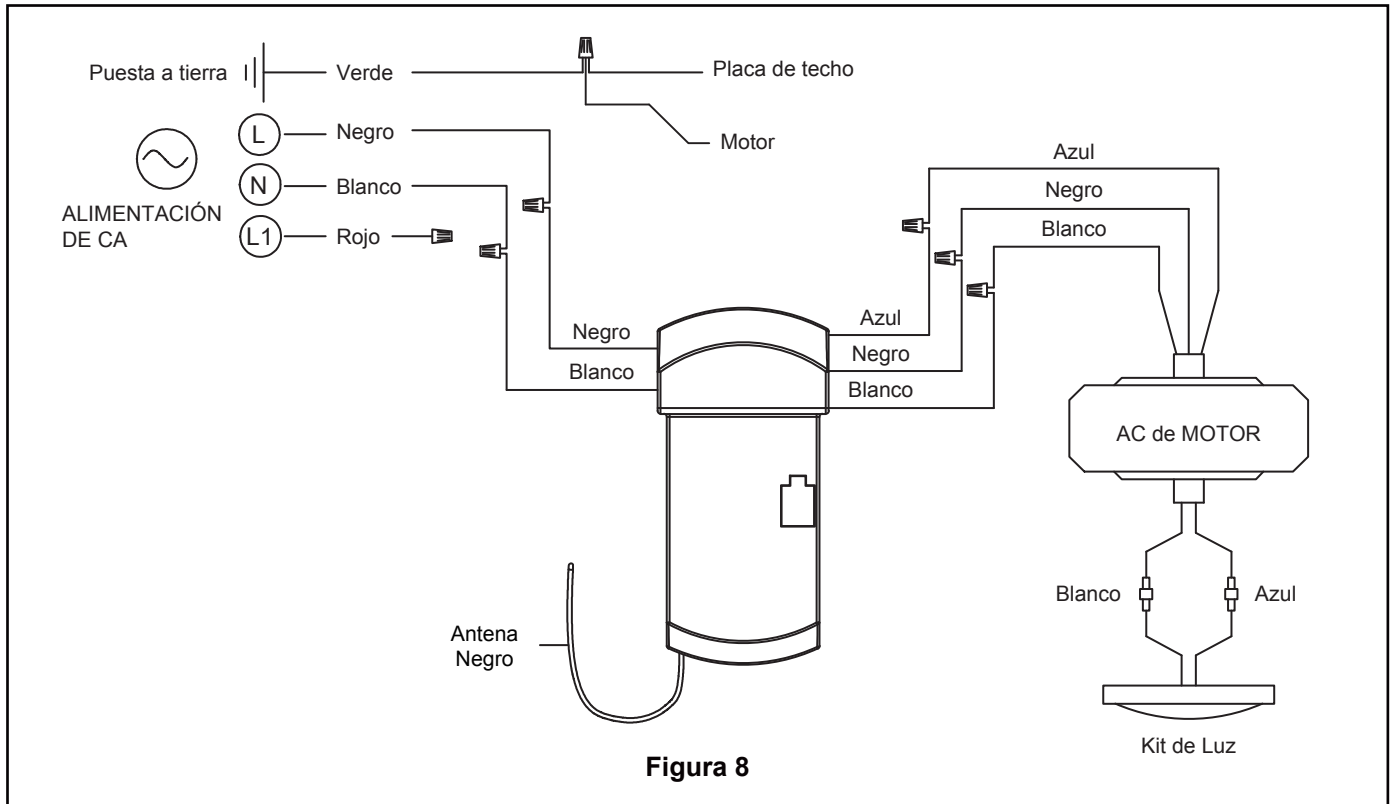 Puesta a tierra
Verde
Placa de techo
Motor
L
Negro
N
Blanco
ALIMENTACIÓN
DE CA
L1
Rojo
Azul
Negro
Blanco
Negro
Blanco
Azul
Negro
Blanco
AC de MOTOR
Blanco
Azul
Antena
Negro
Kit de Luz
Figura 8